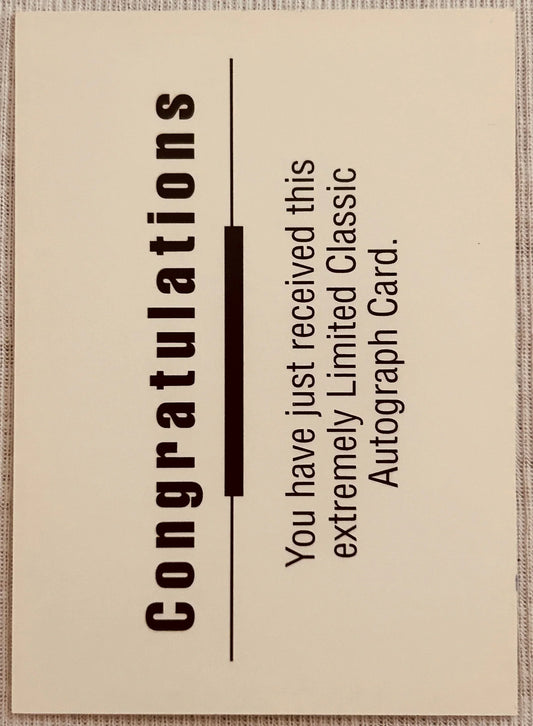 Congratulations
You have just received this
extremely Limited Classic
Autograph Card.